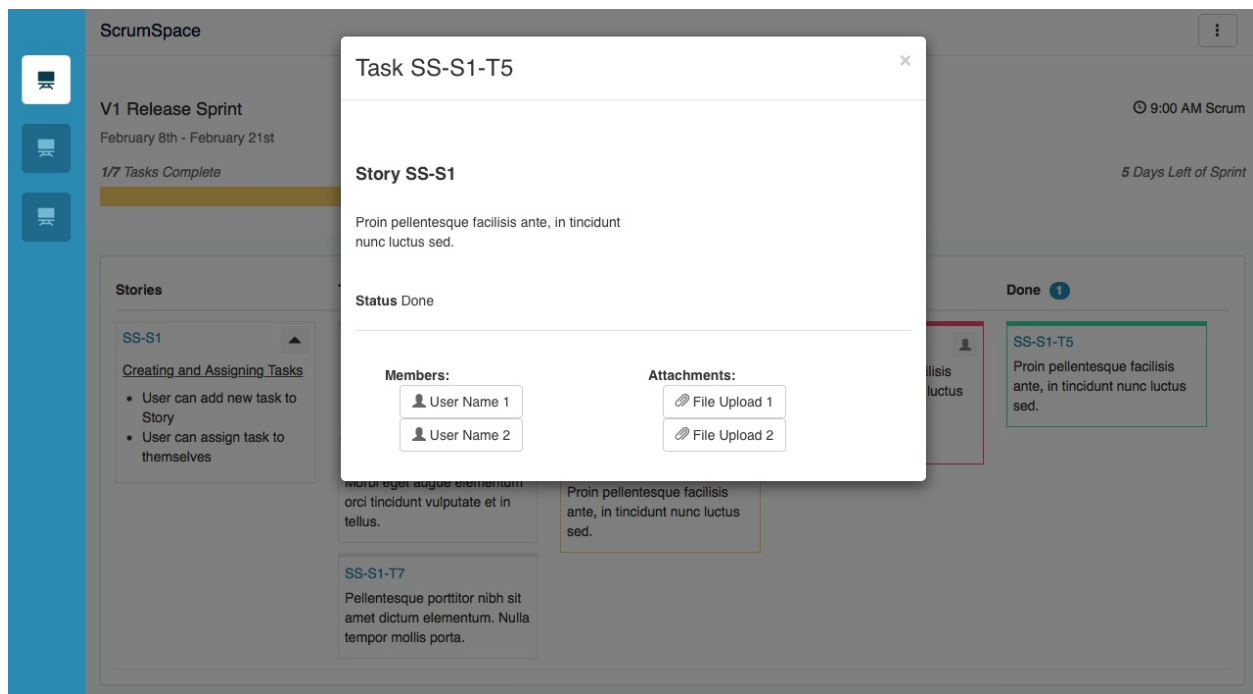 ScrumSpace
Task SS-S1-T5
×
V1 Release Sprint
9:00 AM Scrum
February 8th - February 21st
1/7 Tasks Complete
5 Days Left of Sprint
Story SS-S1
Proin pellentesque facilisis ante, in tincidunt
nunc luctus sed.
Status Done
Stories
Done 1
SS-S1
Creating and Assigning Tasks
• User can add new task to
Story
• User can assign task to
themselves
Members:
User Name 1
User Name 2
Attachments:
File Upload 1
File Upload 2
Morbi eget augue elementum
orci tincidunt vulputate et in
tellus.
SS-S1-T7
Pellentesque porttitor nibh sit
amet dictum elementum. Nulla
tempor mollis porta.
Proin pellentesque facilisis
ante, in tincidunt nunc luctus
sed.
ilisis
luctus
SS-S1-T5
Proin pellentesque facilisis
ante, in tincidunt nunc luctus
sed.